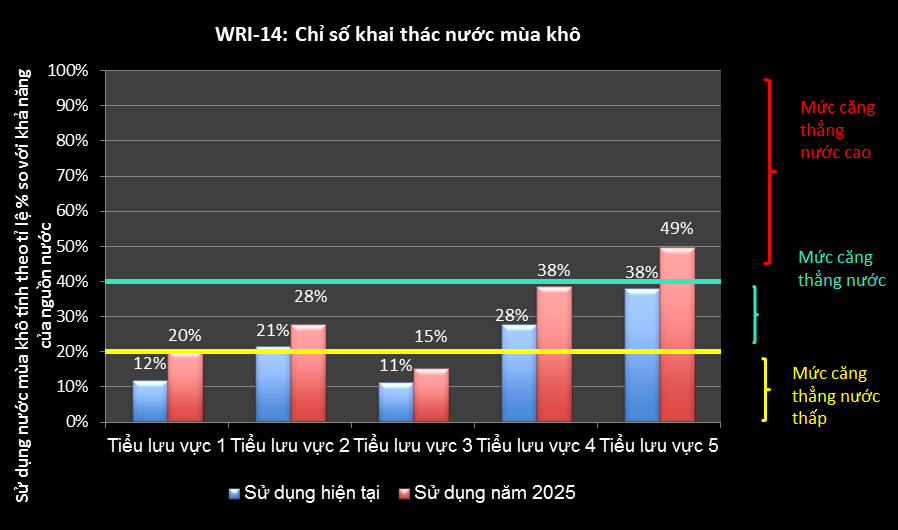 WRI-14: Chỉ số khai thác nước mùa khô
Sử dụng nước mùa khô tính theo tỉ lệ % so với khả năng
của nguồn nước
100%
90%
80%
70%
60%
50%
40%
30%
20%
10%
0%
12%
20%
21%
28%
11%
15%
28%
38%
38%
49%
Tiểu lưu vực 1
Tiểu lưu vực 2
Tiểu lưu vực 3
Tiểu lưu vực 4
Tiểu lưu vực 5
Sử dụng hiện tại
Sử dụng năm 2025
Mức căng
thẳng
nước cao
Mức căng
thẳng nước
Mức căng
thẳng nước
thấp